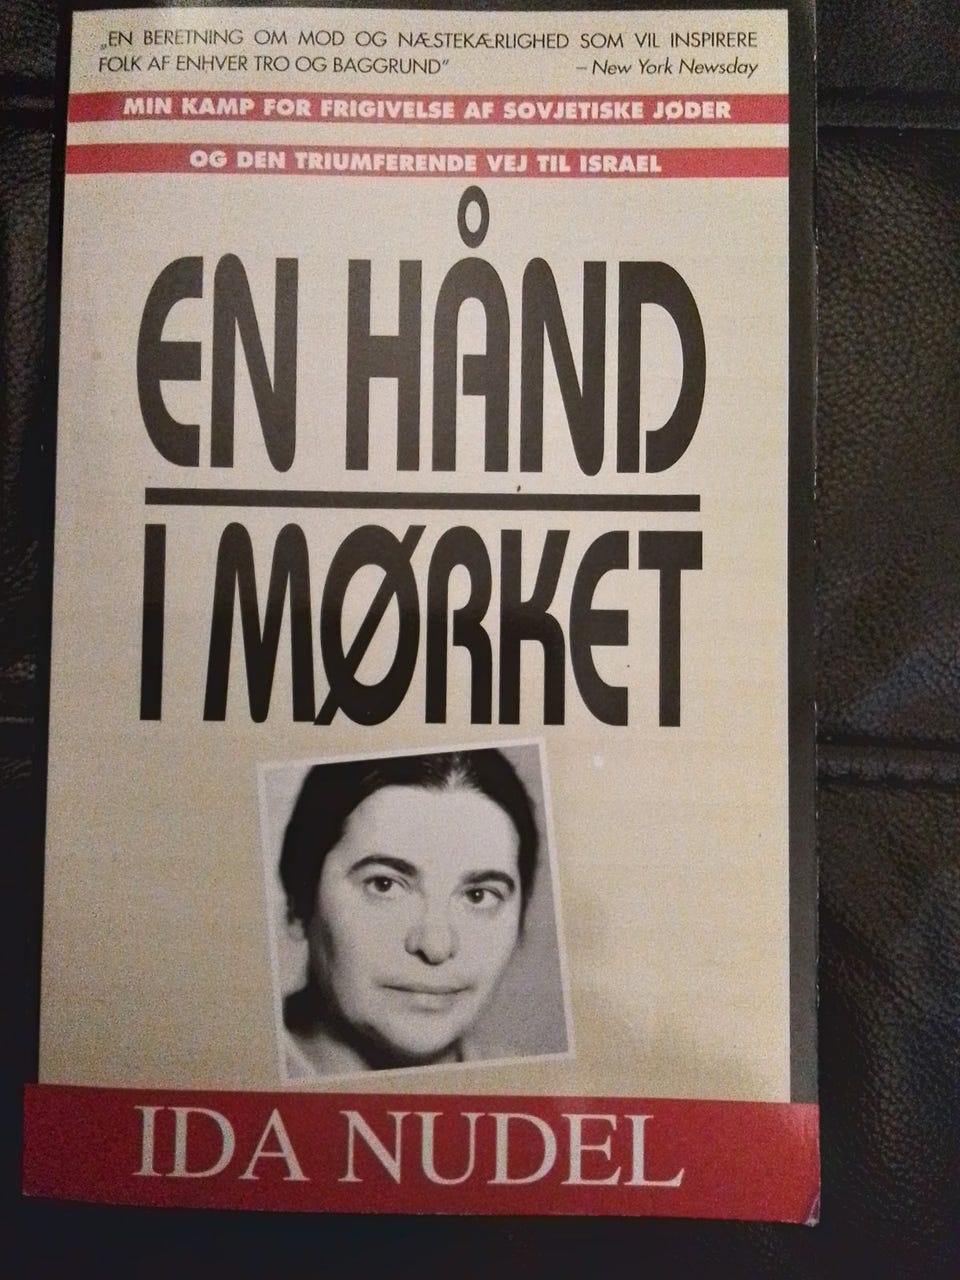 „EN BERETNING OM MOD OG NÆSTEKÆRLIGHED SOM VIL INSPIRERE
FOLK AF ENHVER TRO OG BAGGRUND” – New York Newsday
MIN KAMP FOR FRIGIVELSE AF SOVJETISKE JØDER
OG DEN TRIUMFERENDE VEJ TIL ISRAEL
EN HÅND
I MØRKET
IDA NUDEL